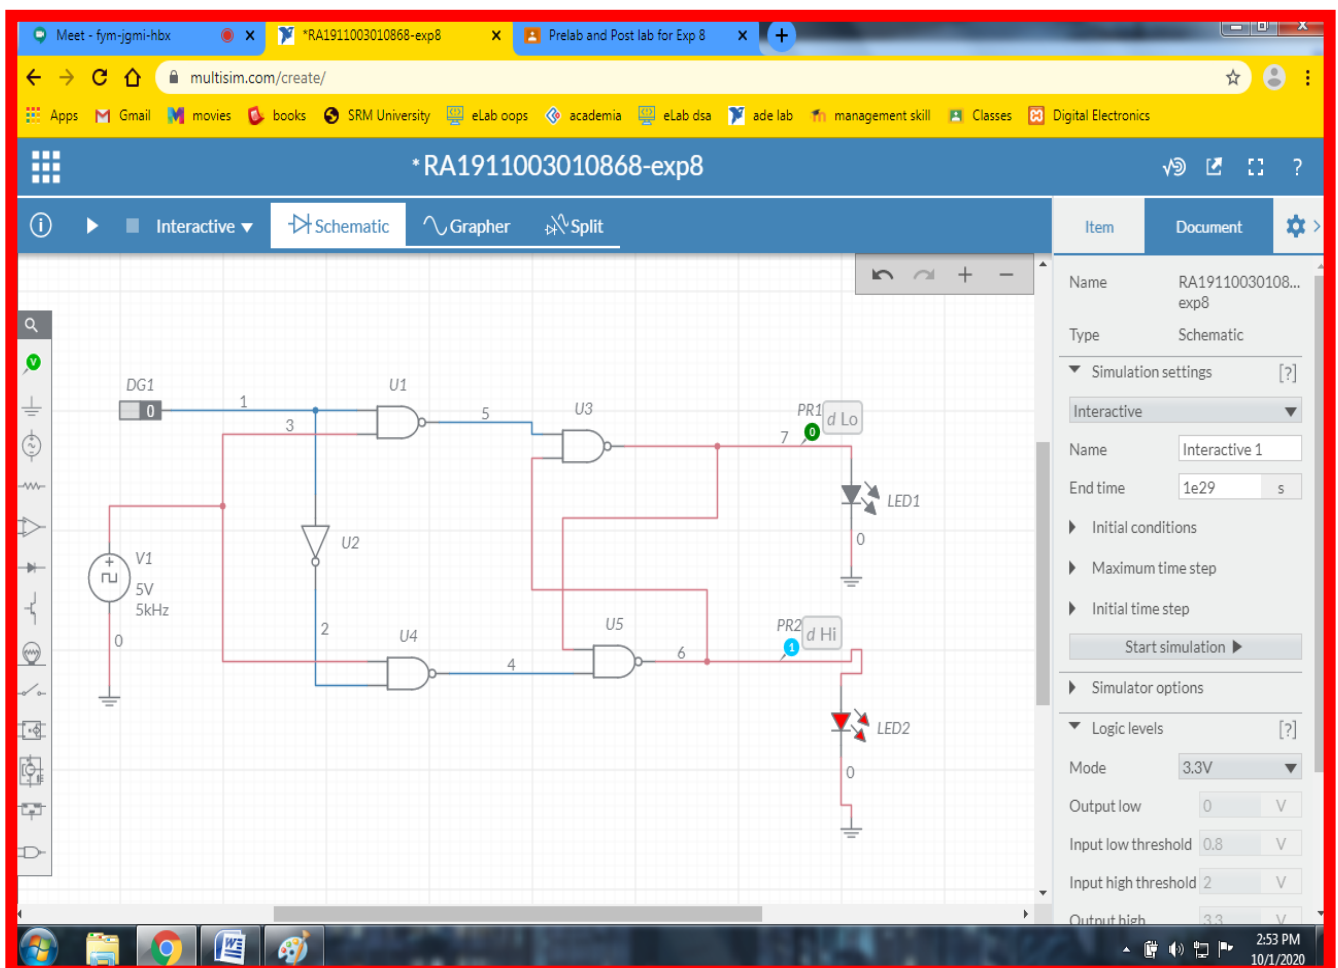 Meet - fym-jgmi-hbx
*RA1911003010868-exp8
Prelab and Post lab for Exp 8
multisim.com/create/
Apps Gmail movies books SRM University eLab oops academia eLab dsa ade lab management skill Classes Digital Electronics
*RA1911003010868-exp8
Interactive Schematic Grapher Split
Item Document
Name RA19110030108...
exp8
Type Schematic
Simulation settings [?]
Interactive
Name Interactive 1
End time 1e29 s
Initial conditions
Maximum time step
Initial time step
Start simulation
Simulator options
Logic levels [?]
Mode 3.3V
Output low 0 V
Input low threshold 0.8 V
Input high threshold 2 V
Output high 3.3 V
DG1
0
1
3
U1
5
U3
PR1 d Lo
7 0
LED1
0
U2
V1
5V
5kHz
0
2
U4
4
U5
6
PR2 d Hi
1
LED2
0
2:53 PM
10/1/2020